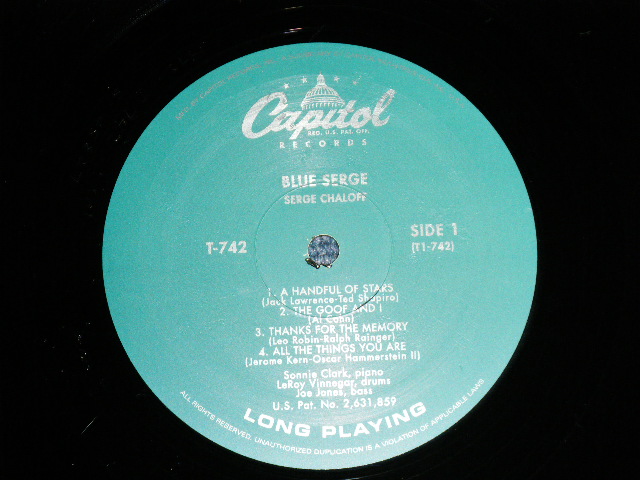 Capitol
REG. U.S. PAT. OFF.
RECORDS
BLUE SERGE
SERGE CHALOFF
T-742
SIDE 1
(T1-742)
1. A HANDFUL OF STARS
(Jack Lawrence-Ted Shapiro)
2. THE GOOF AND I
(Al Cohn)
3. THANKS FOR THE MEMORY
(Leo Robin-Ralph Rainger)
4. ALL THE THINGS YOU ARE
(Jerome Kern-Oscar Hammerstein II)
Sonnie Clark, piano
LeRoy Vinnegar, drums
Joe Jones, bass
U.S. Pat. No. 2,631,859
LONG PLAYING
ALL RIGHTS RESERVED. UNAUTHORIZED DUPLICATION IS A VIOLATION OF APPLICABLE LAWS